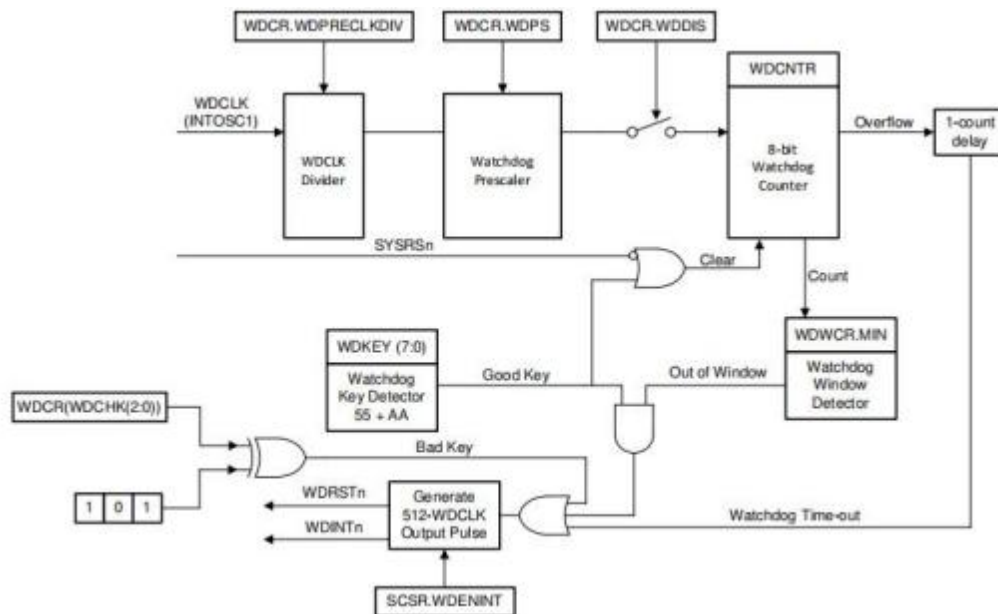 WDCR.WDPRECLKDIV
WDCR.WDPS
WDCR.WDDIS
WDCNTR
WDCLK
(INTOSC1)
WDCLK
Divider
Watchdog
Prescaler
8-bit
Watchdog
Counter
Overflow
1-count
delay
SYSRSn
Clear
Count
WDKEY (7:0)
Watchdog
Key Detector
55 + AA
Good Key
Out of Window
WDWCR.MIN
Watchdog
Window
Detector
WDCR(WDCHK(2:0))
Bad Key
1 0 1
WDRSTn
WDINTn
Generate
512-WDCLK
Output Pulse
Watchdog Time-out
SCSR.WDENINT